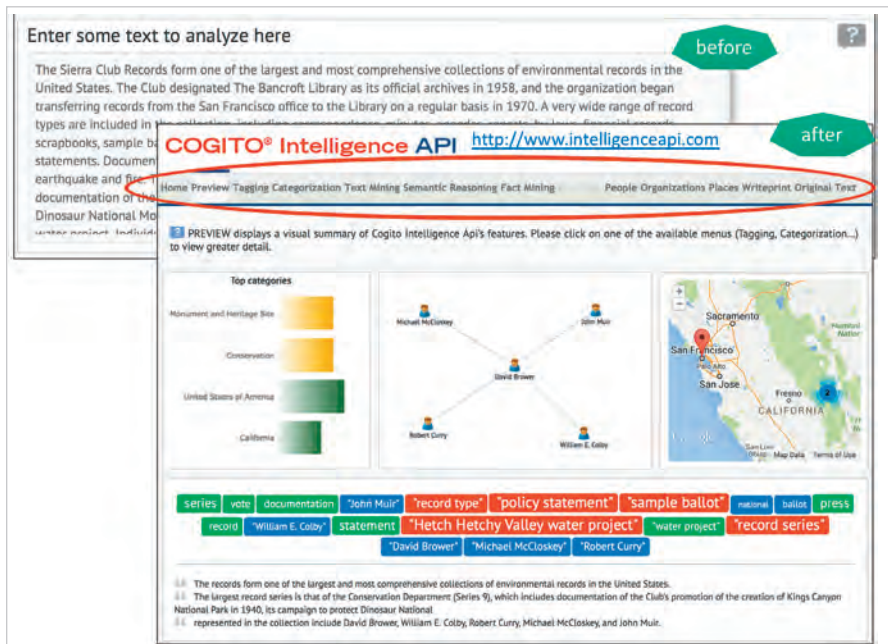 Enter some text to analyze here
?
before
The Sierra Club Records form one of the largest and most comprehensive collections of environmental records in the
United States. The Club designated The Bancroft Library as its official archives in 1958, and the organization began
transferring records from the San Francisco office to the Library on a regular basis in 1970. A very wide range of record
types are included in
scrapbooks, sample
statements. Document
earthquake and fire.
documentation of the
Dinosaur National Mo
water project. Individ
after
COGITO® Intelligence API http://www.intelligenceapi.com
Home Preview Tagging Categorization Text Mining Semantic Reasoning Fact Mining People Organizations Places Writeprint Original Text
? PREVIEW displays a visual summary of Cogito Intelligence Api's features. Please click on one of the available menus (Tagging, Categorization...)
to view greater detail.
Top categories
Monument and Heritage Site
Conservation
United States of America
California
Michael McCloskey
John Muir
David Brower
Robert Curry
William E. Colby
+
−
Sacramento
San Francisco
Palo Alto
San Jose
Fresno
2
CALIFORNIA
Map Data Terms of Use
series vote documentation "John Muir" "record type" "policy statement" "sample ballot" national ballot press
record "William E. Colby" statement "Hetch Hetchy Valley water project" "water project" "record series"
"David Brower" "Michael McCloskey" "Robert Curry"
The records form one of the largest and most comprehensive collections of environmental records in the United States.
The largest record series is that of the Conservation Department (Series 9), which includes documentation of the Club's promotion of the creation of Kings Canyon
National Park in 1940, its campaign to protect Dinosaur National
represented in the collection include David Brower, William E. Colby, Robert Curry, Michael McCloskey, and John Muir.